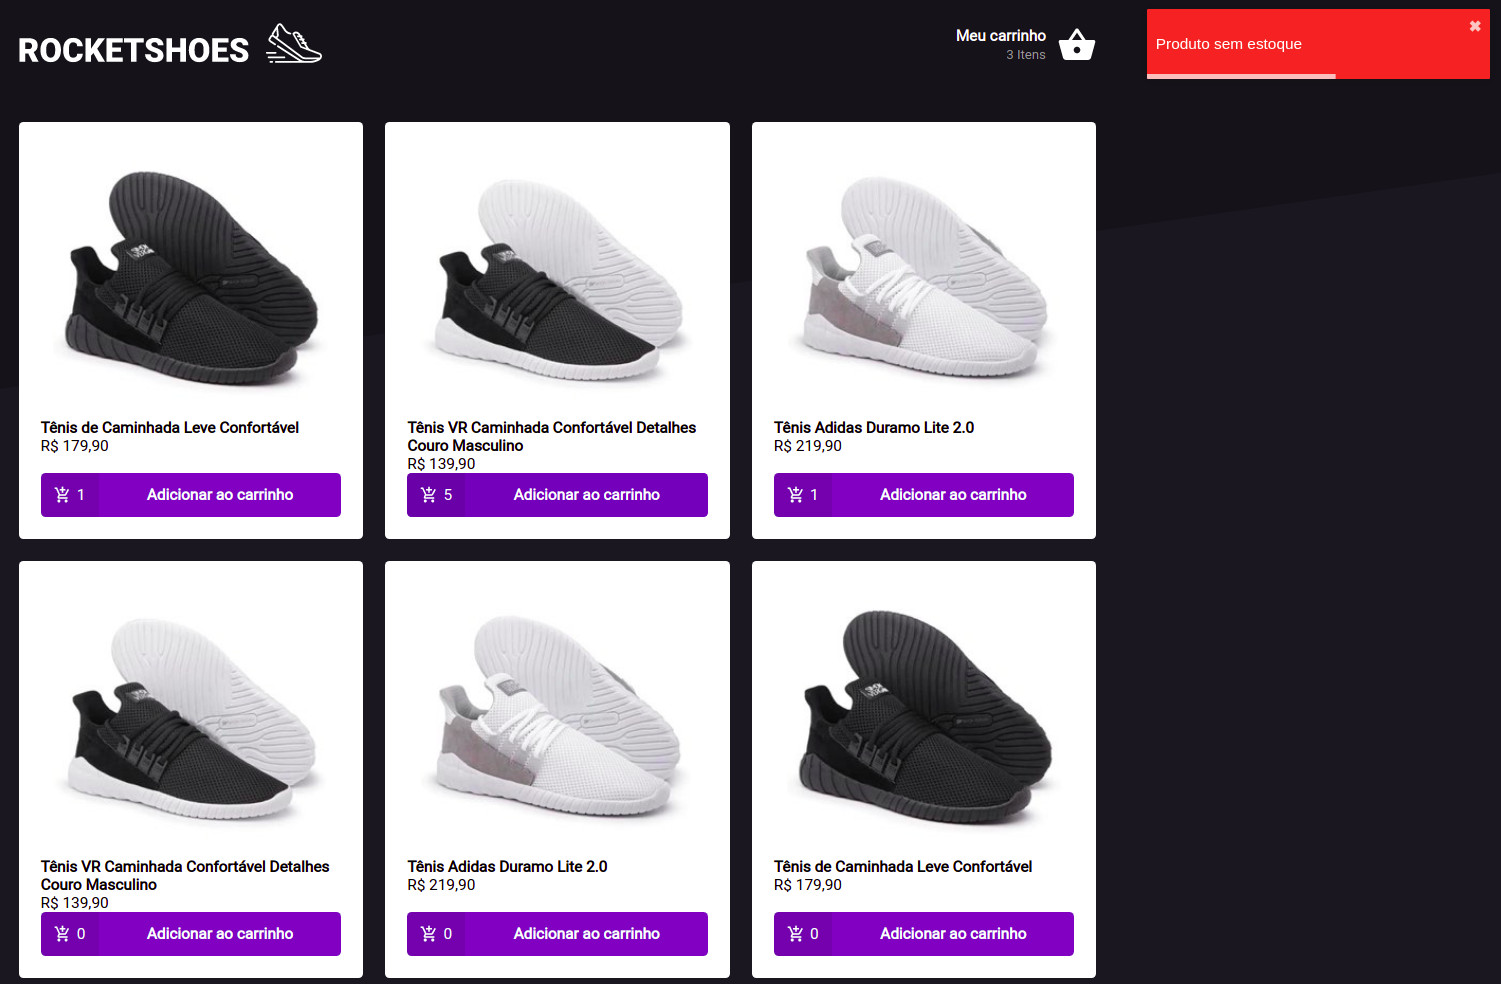 ROCKETSHOES
Meu carrinho
3 Itens
Produto sem estoque
Tênis de Caminhada Leve Confortável
R$ 179,90
1 Adicionar ao carrinho
Tênis VR Caminhada Confortável Detalhes
Couro Masculino
R$ 139,90
5 Adicionar ao carrinho
Tênis Adidas Duramo Lite 2.0
R$ 219,90
1 Adicionar ao carrinho
Tênis VR Caminhada Confortável Detalhes
Couro Masculino
R$ 139,90
0 Adicionar ao carrinho
Tênis Adidas Duramo Lite 2.0
R$ 219,90
0 Adicionar ao carrinho
Tênis de Caminhada Leve Confortável
R$ 179,90
0 Adicionar ao carrinho